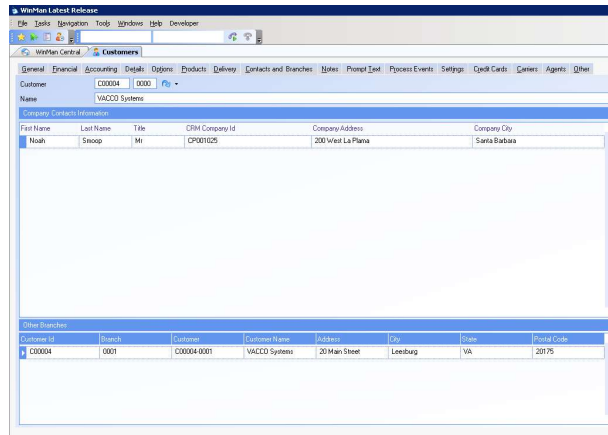 WinMan Latest Release
File Tasks Navigation Tools Windows Help Developer
WinMan Central Customers
General Financial Accounting Details Options Products Delivery Contacts and Branches Notes Prompt Text Process Events Settings Credit Cards Carriers Agents Other
Customer C00004 0000
Name VACCO Systems
Company Contacts Information
First Name Last Name Title CRM Company Id Company Address Company City
Noah Smoop Mr CP001025 200 West La Plama Santa Barbara
Other Branches
Customer Id Branch Customer Customer Name Address City State Postal Code
C00004 0001 C00004-0001 VACCO Systems 20 Main Street Leesburg VA 20175